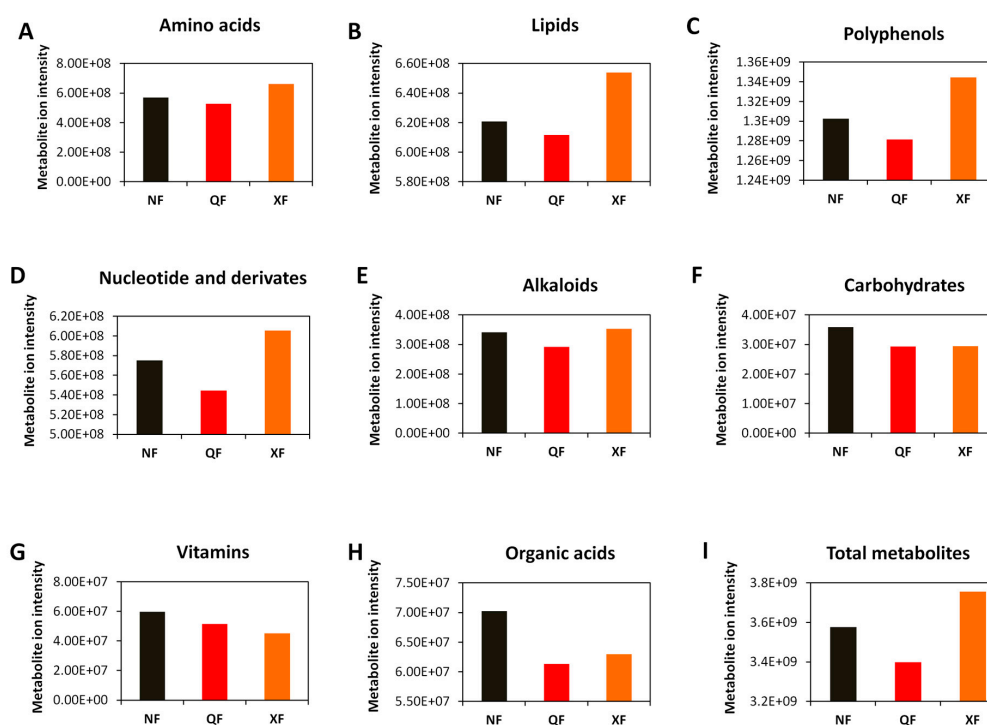 A
Amino acids
Metabolite ion intensity
8.00E+08
6.00E+08
4.00E+08
2.00E+08
0.00E+00
NF QF XF
B
Lipids
Metabolite ion intensity
6.60E+08
6.40E+08
6.20E+08
6.00E+08
5.80E+08
NF QF XF
C
Polyphenols
Metabolite ion intensity
1.36E+09
1.34E+09
1.32E+09
1.3E+09
1.28E+09
1.26E+09
1.24E+09
NF QF XF
D
Nucleotide and derivates
Metabolite ion intensity
6.20E+08
6.00E+08
5.80E+08
5.60E+08
5.40E+08
5.20E+08
5.00E+08
NF QF XF
E
Alkaloids
Metabolite ion intensity
4.00E+08
3.00E+08
2.00E+08
1.00E+08
0.00E+00
NF QF XF
F
Carbohydrates
Metabolite ion intensity
4.00E+07
3.00E+07
2.00E+07
1.00E+07
0.00E+00
NF QF XF
G
Vitamins
Metabolite ion intensity
8.00E+07
6.00E+07
4.00E+07
2.00E+07
0.00E+00
NF QF XF
H
Organic acids
Metabolite ion intensity
7.50E+07
7.00E+07
6.50E+07
6.00E+07
5.50E+07
NF QF XF
I
Total metabolites
Metabolite ion intensity
3.8E+09
3.6E+09
3.4E+09
3.2E+09
NF QF XF